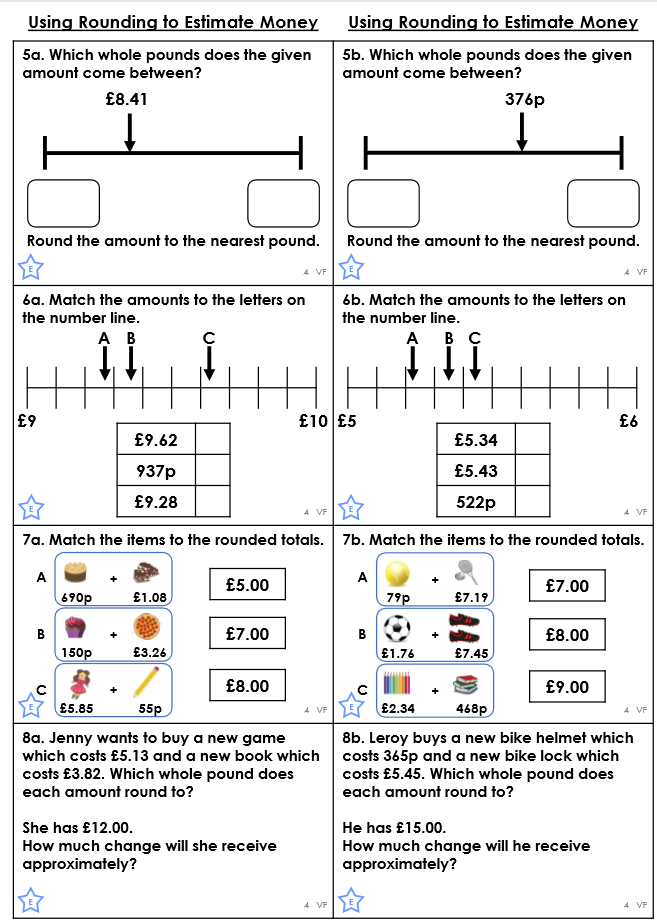 Using Rounding to Estimate Money
5a. Which whole pounds does the given
amount come between?
£8.41
Round the amount to the nearest pound.
E
4 VF
Using Rounding to Estimate Money
5b. Which whole pounds does the given
amount come between?
376p
Round the amount to the nearest pound.
E
4 VF
6a. Match the amounts to the letters on
the number line.
A B C
£9 £10
£9.62
937p
£9.28
E
4 VF
6b. Match the amounts to the letters on
the number line.
A B C
£5 £6
£5.34
£5.43
522p
E
4 VF
7a. Match the items to the rounded totals.
A + £5.00
690p £1.08
B + £7.00
150p £3.26
C + £8.00
£5.85 55p
E
4 VF
7b. Match the items to the rounded totals.
A + £7.00
79p £7.19
B + £8.00
£1.76 £7.45
C + £9.00
£2.34 468p
E
4 VF
8a. Jenny wants to buy a new game
which costs £5.13 and a new book which
costs £3.82. Which whole pound does
each amount round to?
She has £12.00.
How much change will she receive
approximately?
E
4 VF
8b. Leroy buys a new bike helmet which
costs 365p and a new bike lock which
costs £5.45. Which whole pound does
each amount round to?
He has £15.00.
How much change will he receive
approximately?
E
4 VF